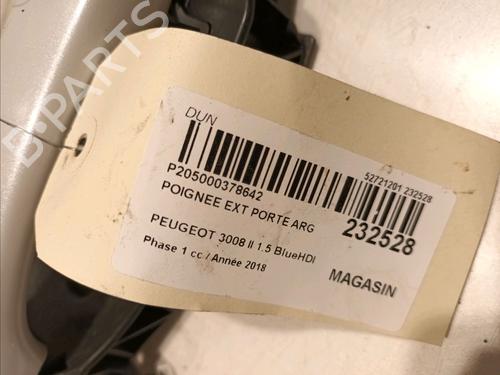 B-PARTS
DUN
52721201 232528
P205000378642
POIGNEE EXT PORTE ARG
232528
PEUGEOT 3008 II 1.5 BlueHDI
Phase 1 cc / Année 2018
MAGASIN